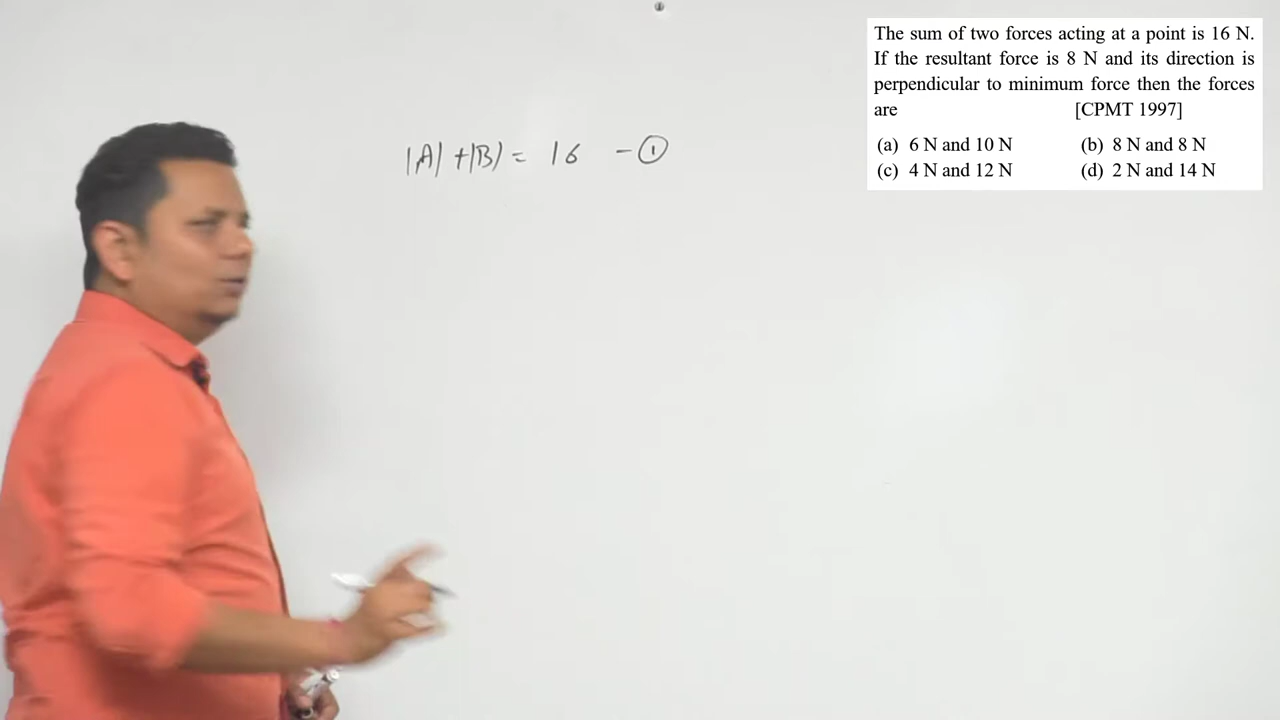 |A| + |B| = 16 - ①
The sum of two forces acting at a point is 16 N.
If the resultant force is 8 N and its direction is
perpendicular to minimum force then the forces
are [CPMT 1997]
(a) 6 N and 10 N (b) 8 N and 8 N
(c) 4 N and 12 N (d) 2 N and 14 N